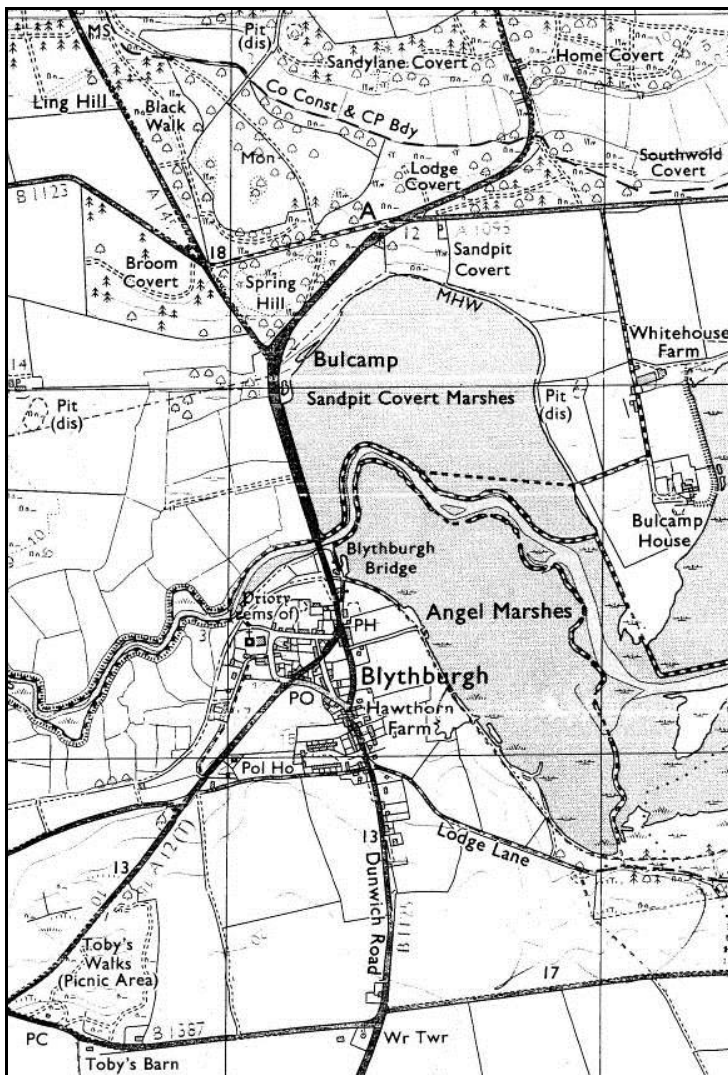 MS
Pit
(dis)
Sandylane Covert
Home Covert
Ling Hill
Black
Walk
Co Const & CP Bdy
Mon
Lodge
Covert
Southwold
Covert
B 1123
A
18
12
A 1095
Sandpit
Covert
Broom
Covert
Spring
Hill
MHW
Whitehouse
Farm
14
Bulcamp
Sandpit Covert Marshes
Pit
(dis)
Pit
(dis)
10
Bulcamp
House
Blythburgh
Bridge
Priory
(rems of)
3
PH
Angel Marshes
Blythburgh
PO
Hawthorn
Farm
Pol Ho
13
Lodge Lane
13
A 12(T)
10
Dunwich Road
B 1125
Toby's
Walks
(Picnic Area)
17
PC
B 1387
Toby's Barn
Wr Twr